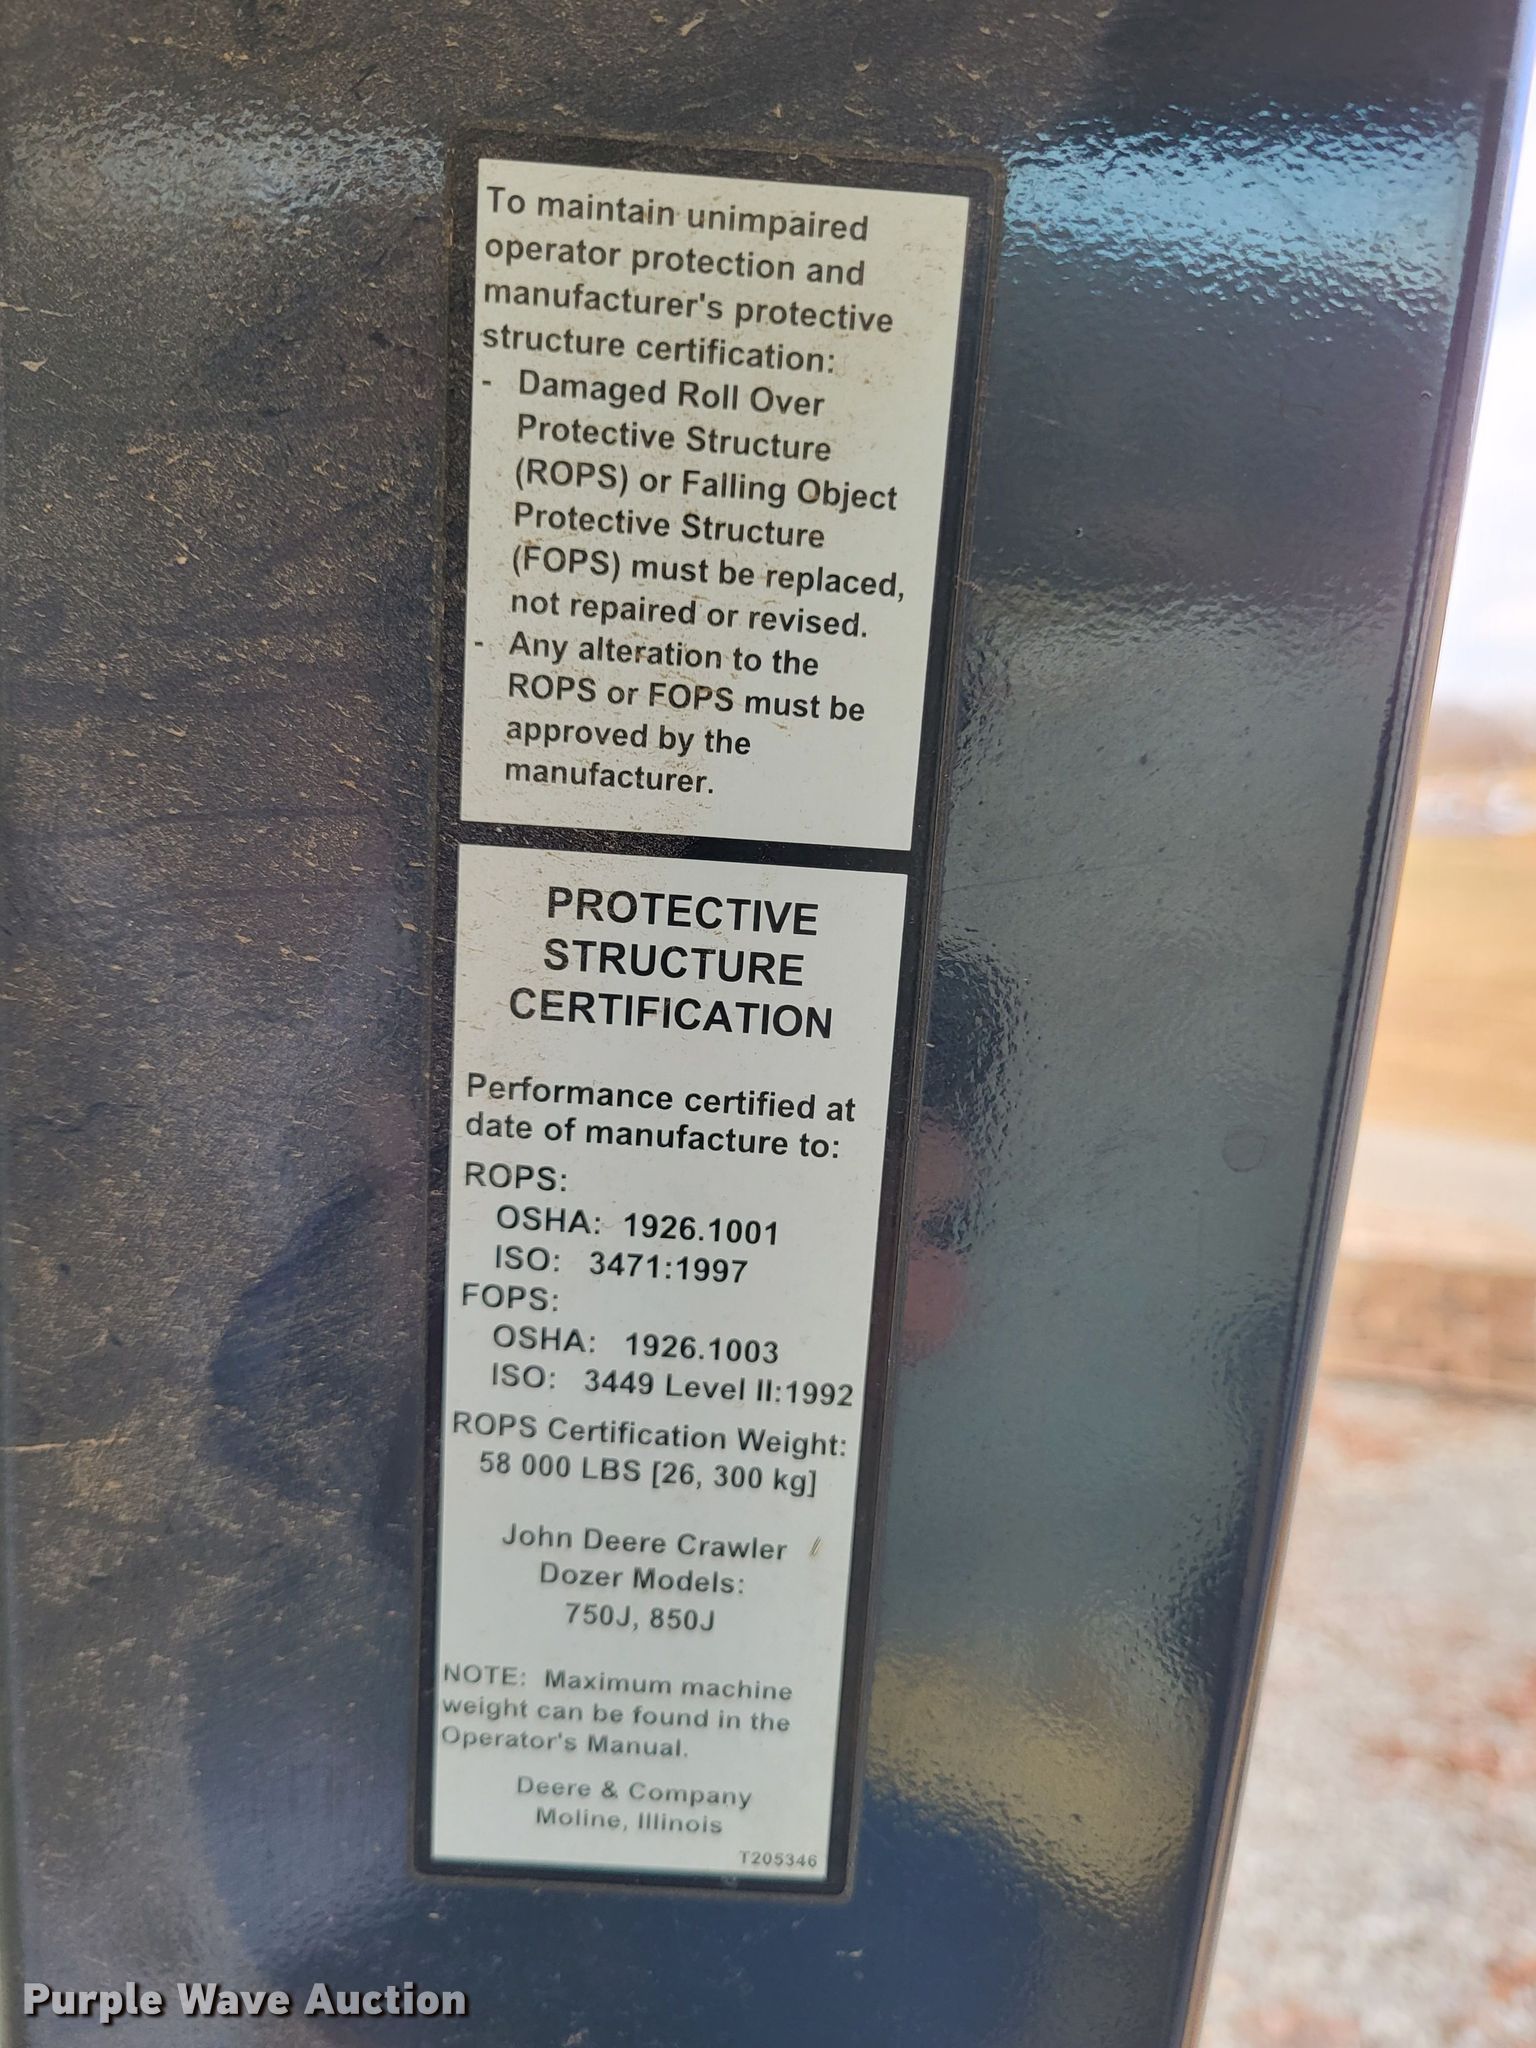 To maintain unimpaired
operator protection and
manufacturer's protective
structure certification:
- Damaged Roll Over
Protective Structure
(ROPS) or Falling Object
Protective Structure
(FOPS) must be replaced,
not repaired or revised.
- Any alteration to the
ROPS or FOPS must be
approved by the
manufacturer.
PROTECTIVE
STRUCTURE
CERTIFICATION
Performance certified at
date of manufacture to:
ROPS:
OSHA: 1926.1001
ISO: 3471:1997
FOPS:
OSHA: 1926.1003
ISO: 3449 Level II:1992
ROPS Certification Weight:
58 000 LBS [26, 300 kg]
John Deere Crawler
Dozer Models:
750J, 850J
NOTE: Maximum machine
weight can be found in the
Operator's Manual.
Deere & Company
Moline, Illinois
T205346
Purple Wave Auction